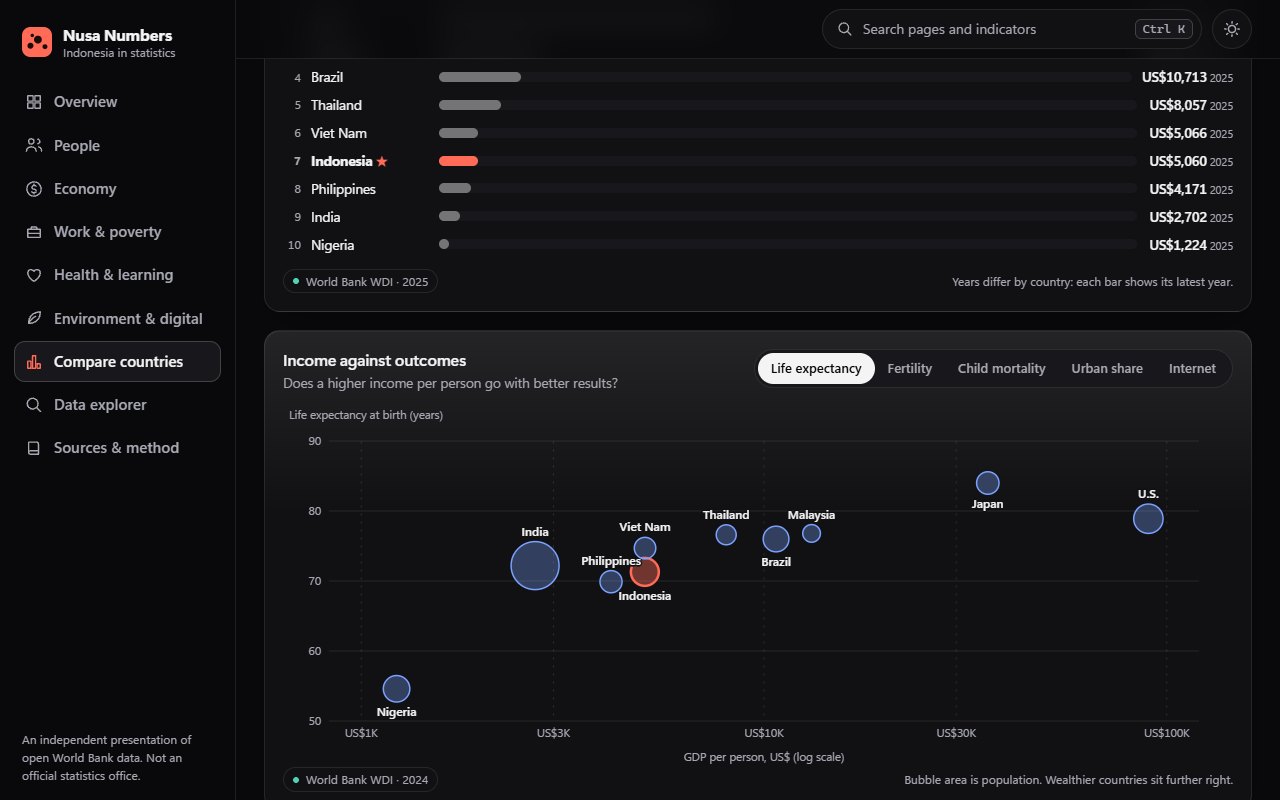 Nusa Numbers
Indonesia in statistics
Search pages and indicators
Ctrl K
Overview
People
Economy
Work & poverty
Health & learning
Environment & digital
Compare countries
Data explorer
Sources & method
An independent presentation of
open World Bank data. Not an
official statistics office.
4 Brazil US$10,713 2025
5 Thailand US$8,057 2025
6 Viet Nam US$5,066 2025
7 Indonesia ★ US$5,060 2025
8 Philippines US$4,171 2025
9 India US$2,702 2025
10 Nigeria US$1,224 2025
World Bank WDI · 2025
Years differ by country: each bar shows its latest year.
Income against outcomes
Does a higher income per person go with better results?
Life expectancy Fertility Child mortality Urban share Internet
Life expectancy at birth (years)
90
80
70
60
50
Japan
U.S.
Thailand
Malaysia
Viet Nam
India
Philippines
Brazil
Indonesia
Nigeria
US$1K US$3K US$10K US$30K US$100K
GDP per person, US$ (log scale)
World Bank WDI · 2024
Bubble area is population. Wealthier countries sit further right.